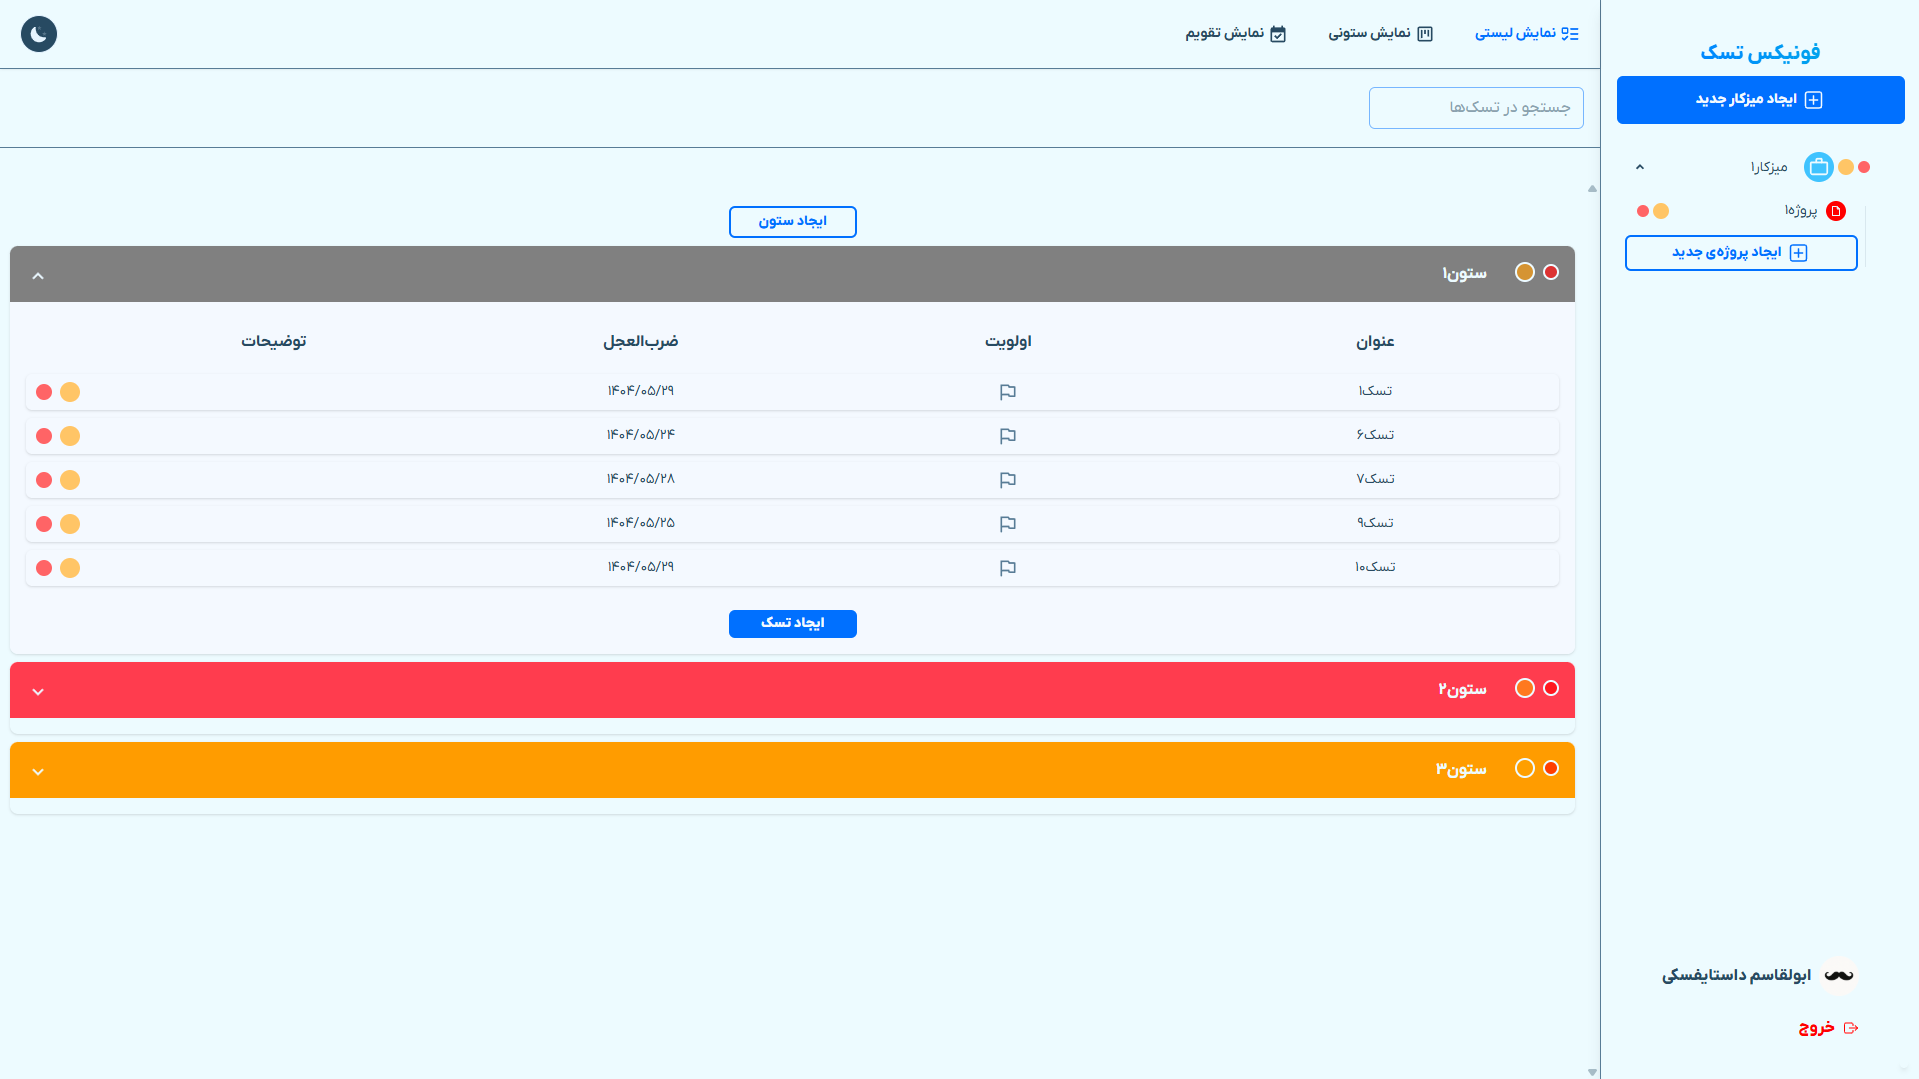 فونیکس تسک
ایجاد میزکار جدید
میزکار۱
پروژه۱
ایجاد پروژه‌ی جدید
ابولقاسم داستایفسکی
خروج
نمایش لیستی
نمایش ستونی
نمایش تقویم
جستجو در تسک‌ها
ایجاد ستون
ستون۱
عنوان اولویت ضرب‌العجل توضیحات
تسک۱ ۱۴۰۴/۰۵/۲۹
تسک۶ ۱۴۰۴/۰۵/۲۴
تسک۷ ۱۴۰۴/۰۵/۲۸
تسک۹ ۱۴۰۴/۰۵/۲۵
تسک۱۰ ۱۴۰۴/۰۵/۲۹
ایجاد تسک
ستون۲
ستون۳